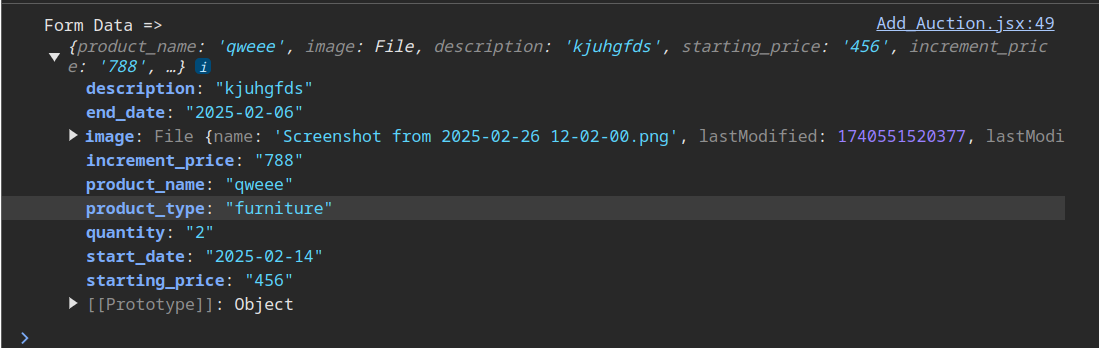 Form Data => Add_Auction.jsx:49
{product_name: 'qweee', image: File, description: 'kjuhgfds', starting_price: '456', increment_pric
e: '788', …} i
description: "kjuhgfds"
end_date: "2025-02-06"
image: File {name: 'Screenshot from 2025-02-26 12-02-00.png', lastModified: 1740551520377, lastModi
increment_price: "788"
product_name: "qweee"
product_type: "furniture"
quantity: "2"
start_date: "2025-02-14"
starting_price: "456"
[[Prototype]]: Object